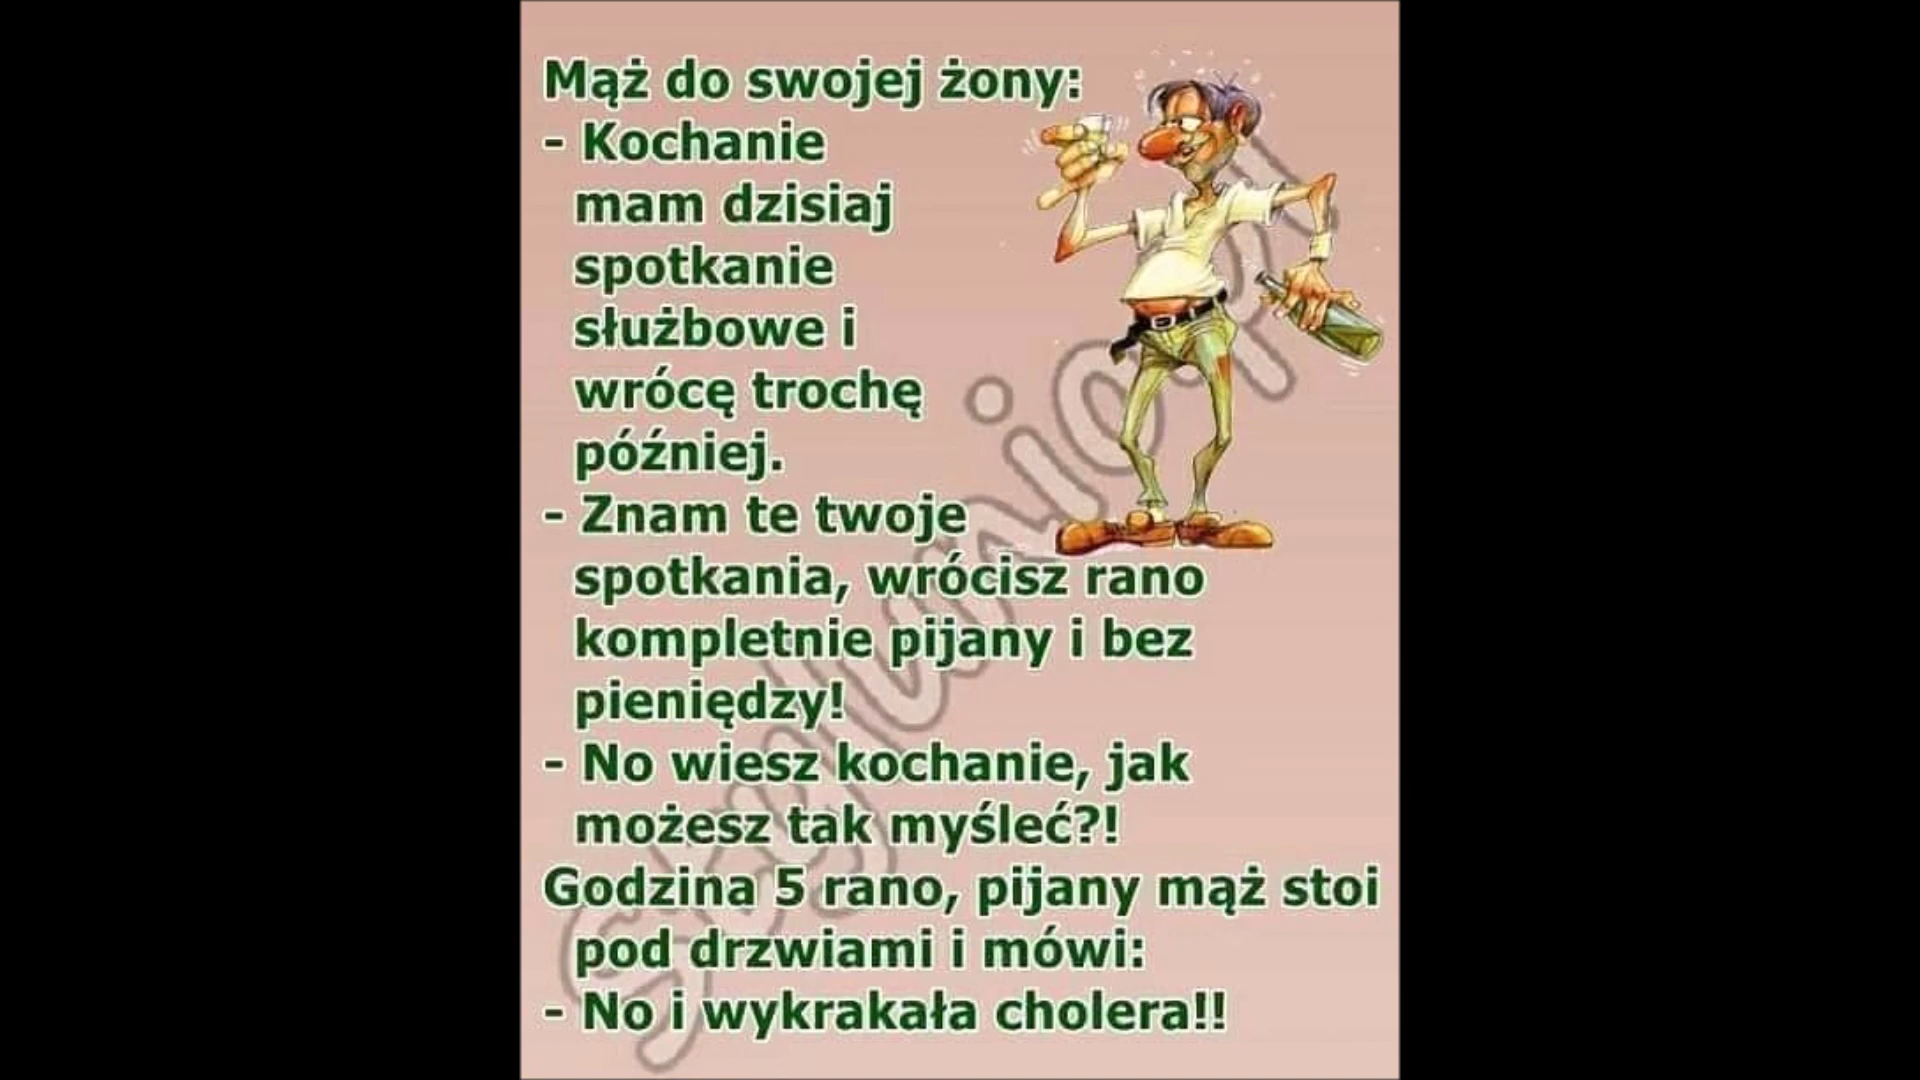 Mąż do swojej żony:
- Kochanie
mam dzisiaj
spotkanie
służbowe i
wrócę trochę
później.
- Znam te twoje
spotkania, wrócisz rano
kompletnie pijany i bez
pieniędzy!
- No wiesz kochanie, jak
możesz tak myśleć?!
Godzina 5 rano, pijany mąż stoi
pod drzwiami i mówi:
- No i wykrakała cholera!!